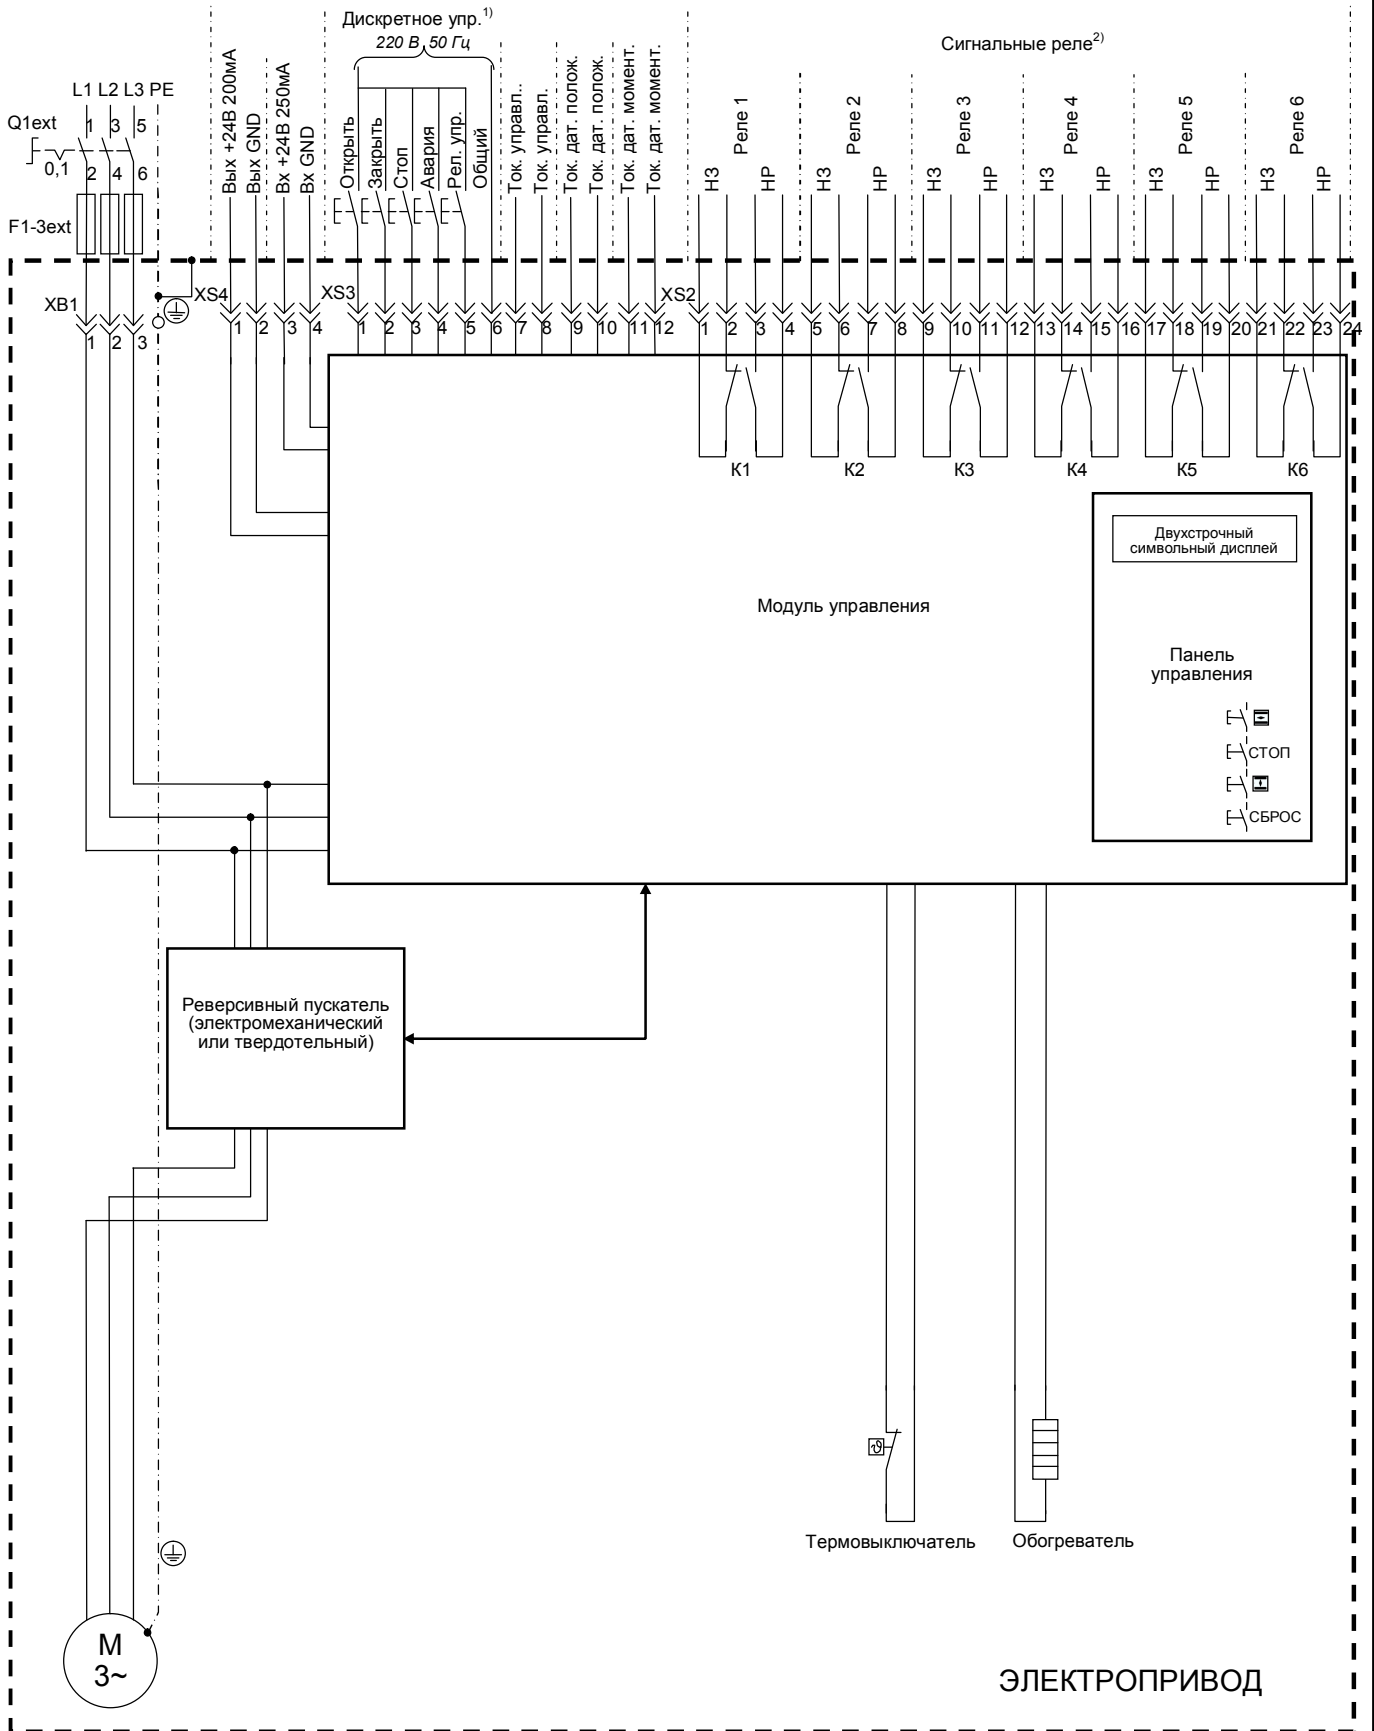 Дискретное упр.1)
220 В, 50 Гц
Сигнальные реле2)
L1 L2 L3 PE
Q1ext
1 3 5
0,1
2 4 6
F1-3ext
Вых +24В 200мА
Вых GND
Вх +24В 250мА
Вх GND
Открыть
Закрыть
Стоп
Авария
Рел. упр.
Общий
Ток. управл..
Ток. управл.
Ток. дат. полож.
Ток. дат. полож.
Ток. дат. момент.
Ток. дат. момент.
НЗ
Реле 1
НР
НЗ
Реле 2
НР
НЗ
Реле 3
НР
НЗ
Реле 4
НР
НЗ
Реле 5
НР
НЗ
Реле 6
НР
XB1
1 2 3
XS4
1 2 3 4
XS3
1 2 3 4 5 6 7 8 9 10 11 12
XS2
1 2 3 4 5 6 7 8 9 10 11 12 13 14 15 16 17 18 19 20 21 22 23 24
К1 К2 К3 К4 К5 К6
Двухстрочный
символьный дисплей
Модуль управления
Панель
управления
СТОП
СБРОС
Реверсивный пускатель
(электромеханический
или твердотельный)
Термовыключатель
Обогреватель
М
3~
ЭЛЕКТРОПРИВОД